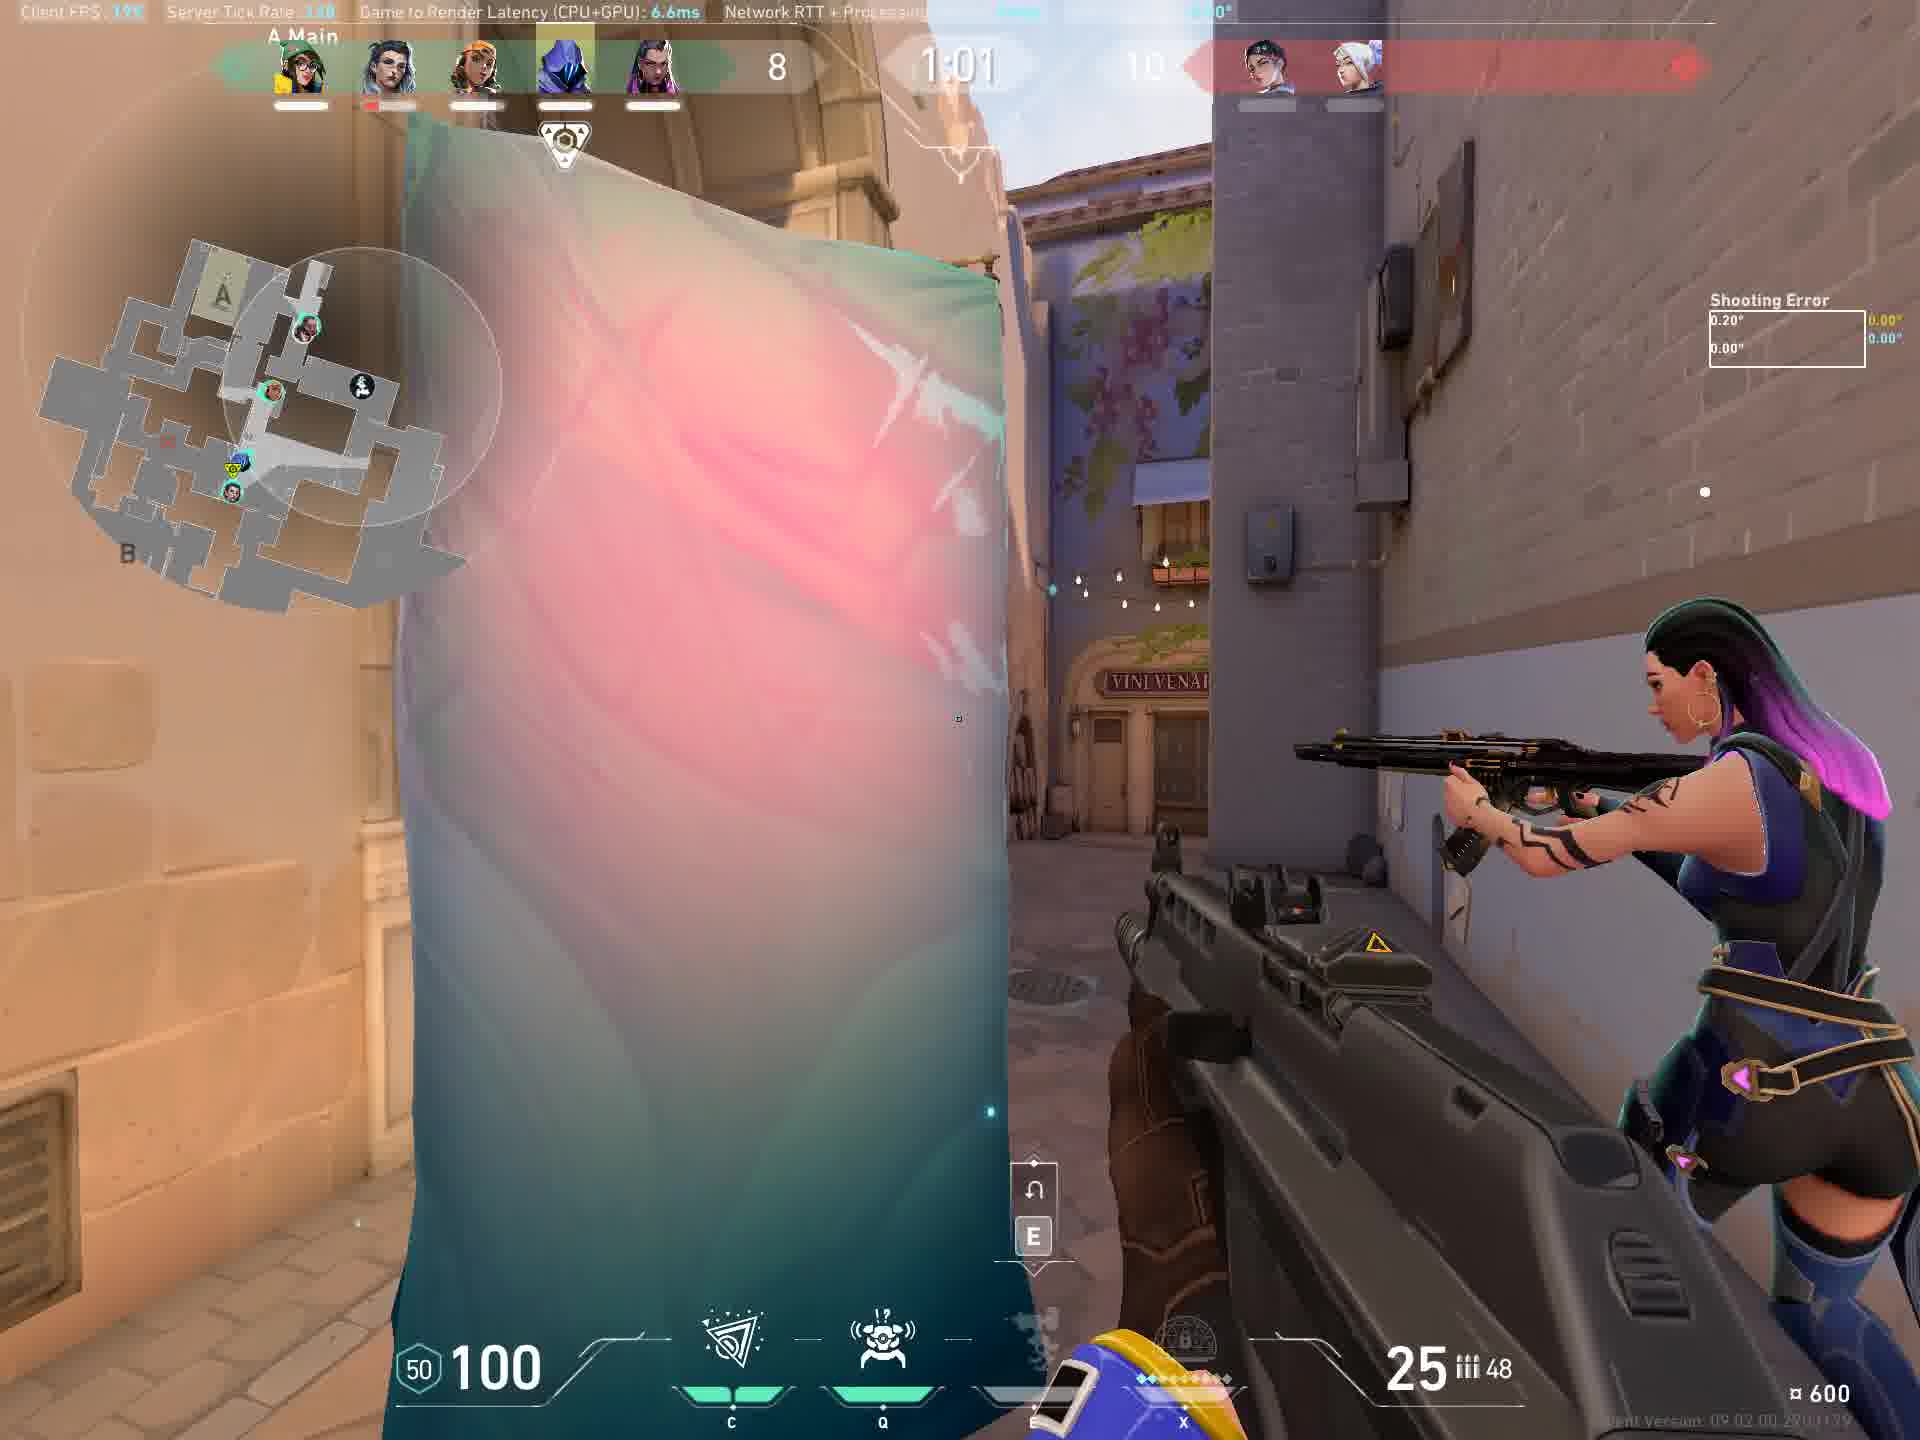 Client FPS: 199
Server Tick Rate: 128
Game to Render Latency (CPU+GPU): 6.6ms
Network RTT + Processing
A Main
8
1:01
10
A
B
Shooting Error
0.20°
0.00°
0.00°
0.00°
VINI VENAI
E
50
100
25
48
C
Q
E
X
¤ 600